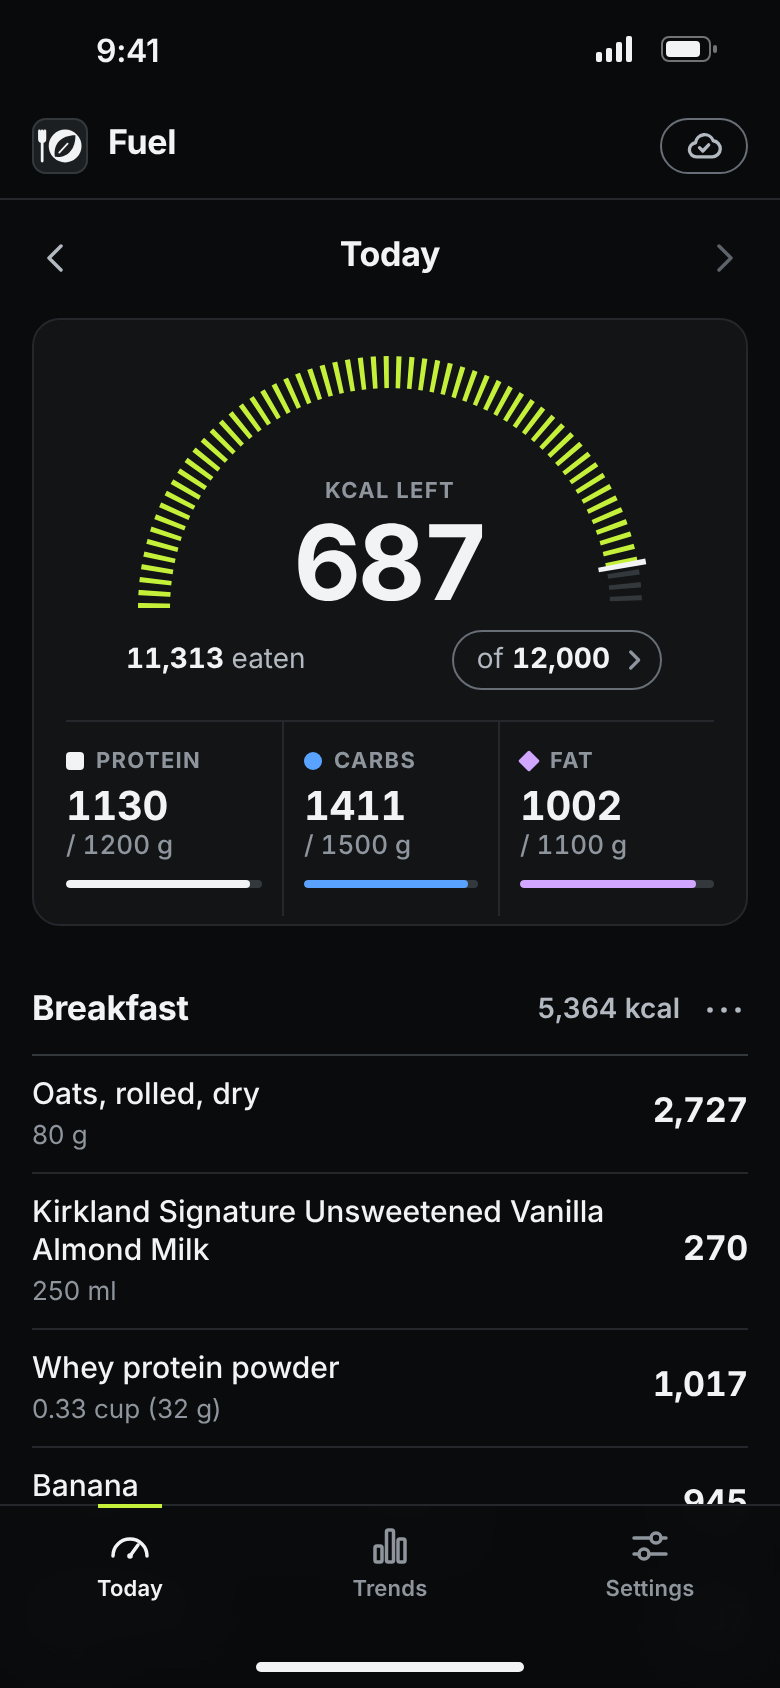 9:41
Fuel
Today
KCAL LEFT
687
11,313 eaten
of 12,000
PROTEIN
1130
/ 1200 g
CARBS
1411
/ 1500 g
FAT
1002
/ 1100 g
Breakfast
5,364 kcal
Oats, rolled, dry
2,727
80 g
Kirkland Signature Unsweetened Vanilla
Almond Milk
270
250 ml
Whey protein powder
1,017
0.33 cup (32 g)
Banana
945
Today
Trends
Settings